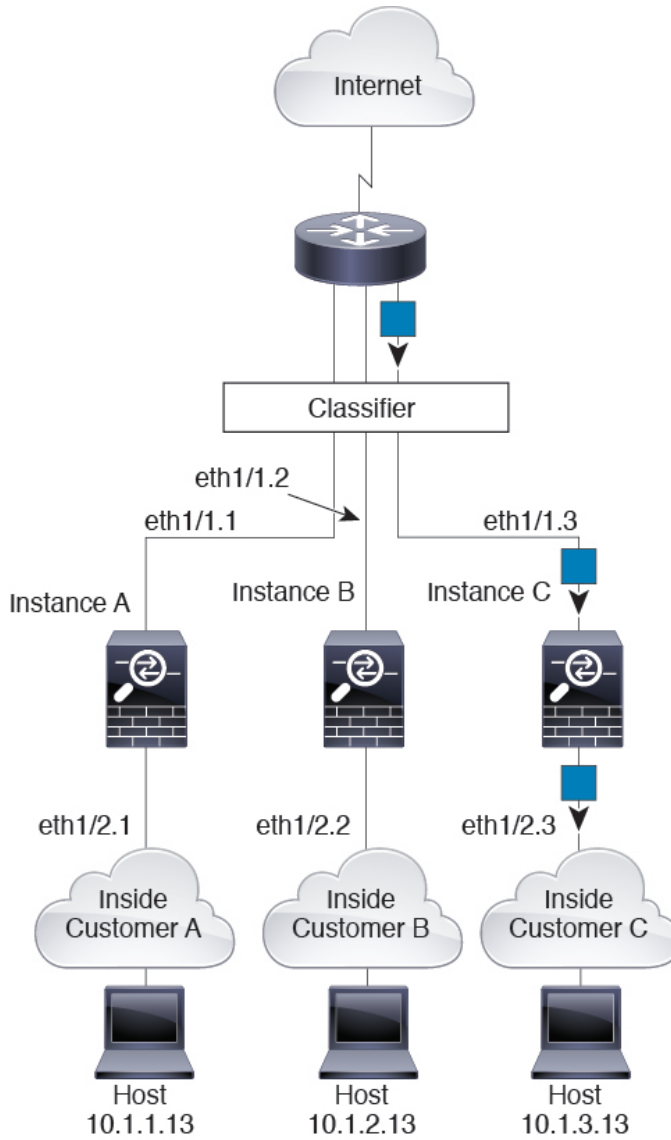 Internet
Classifier
eth1/1.2
eth1/1.1
eth1/1.3
Instance A
Instance B
Instance C
eth1/2.1
eth1/2.2
eth1/2.3
Inside
Customer A
Inside
Customer B
Inside
Customer C
Host
10.1.1.13
Host
10.1.2.13
Host
10.1.3.13